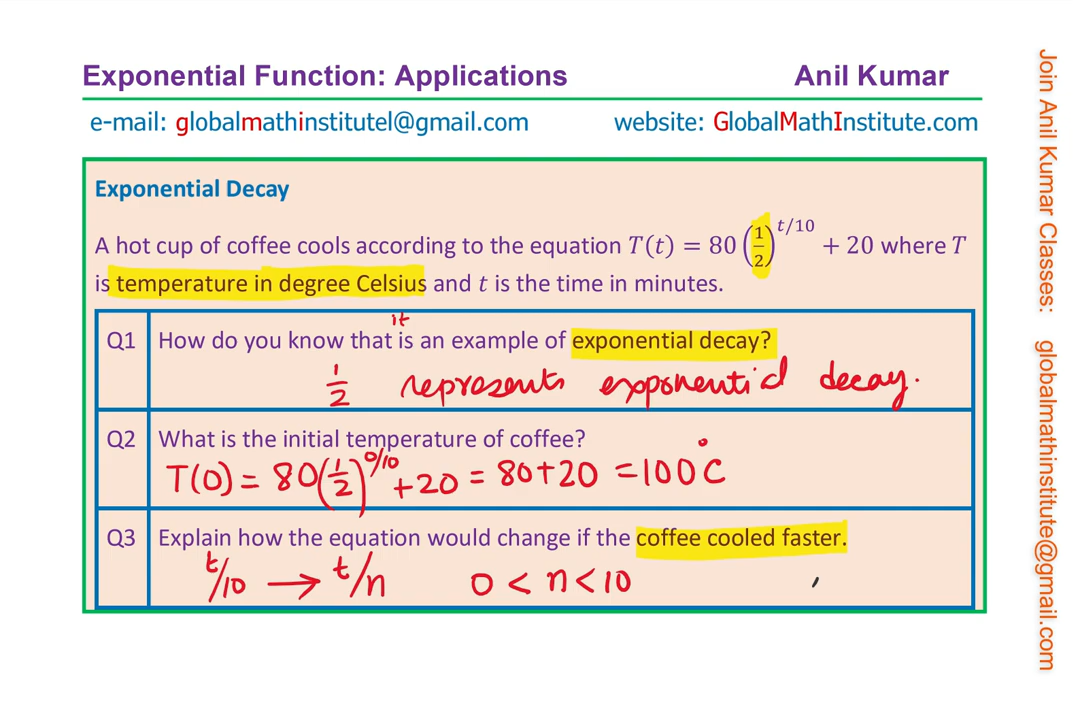 Exponential Function: Applications Anil Kumar
e-mail: globalmathinstitutel@gmail.com website: GlobalMathInstitute.com
Exponential Decay
A hot cup of coffee cools according to the equation T(t) = 80 (1/2)^{t/10} + 20 where T
is temperature in degree Celsius and t is the time in minutes.
it
Q1 How do you know that is an example of exponential decay?
1/2 represents exponential decay.
Q2 What is the initial temperature of coffee?
T(0) = 80(1/2)^{0/10} + 20 = 80 + 20 = 100°C
Q3 Explain how the equation would change if the coffee cooled faster.
t/10 → t/n 0 < n < 10
Join Anil Kumar Classes: globalmathinstitute@gmail.com